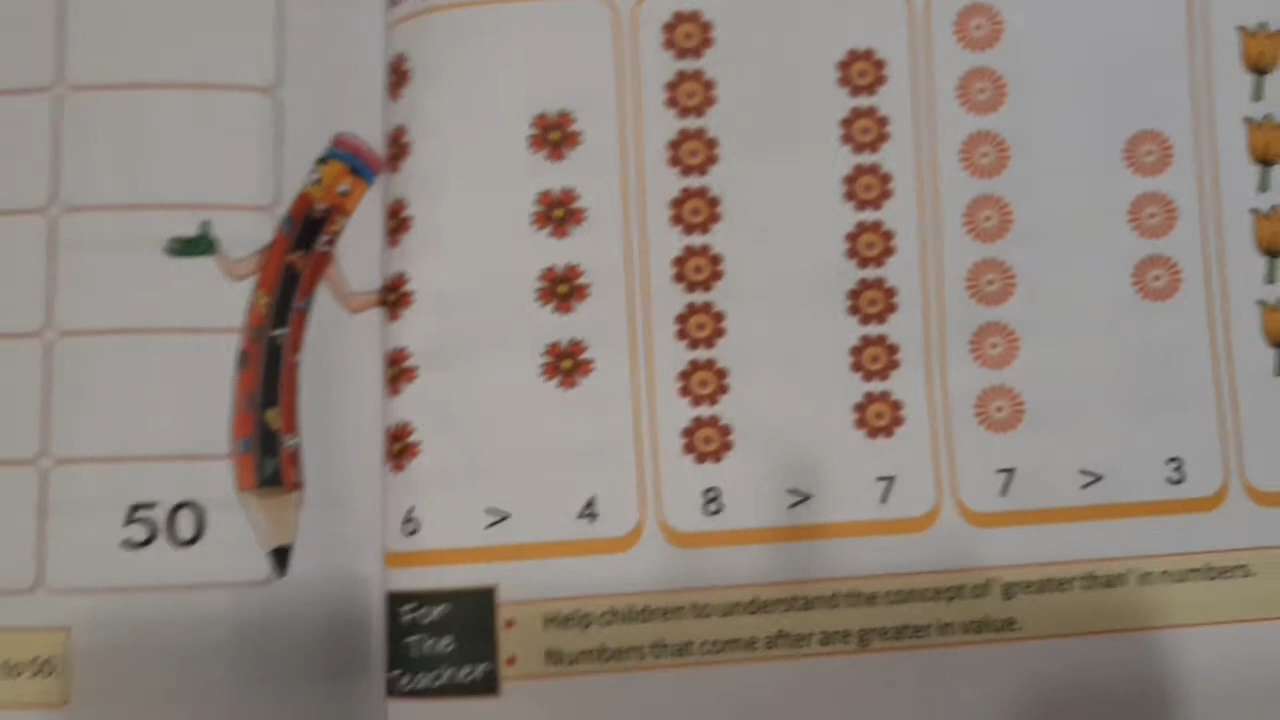 50
6 > 4
8 > 7
7 > 3
For
The
Teacher
• Help children to understand the concept of 'greater than' in numbers.
• Numbers that come after are greater in value.